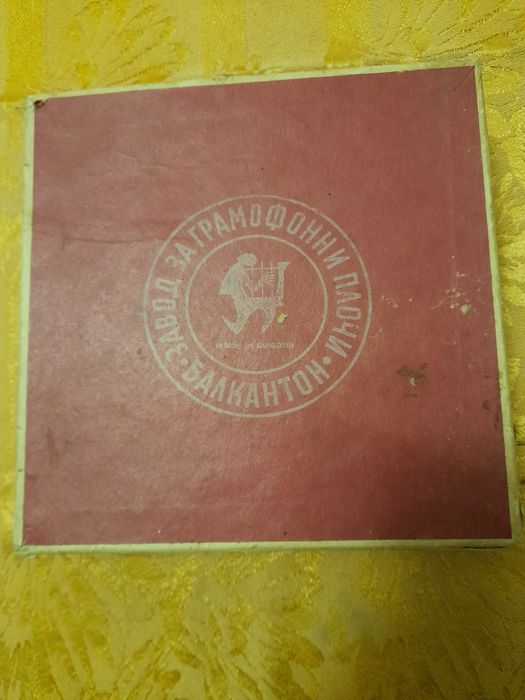 ЗАВОД ЗА ГРАМОФОННИ ПЛОЧИ
• БАЛКАНТОН •
MADE IN BULGARIA